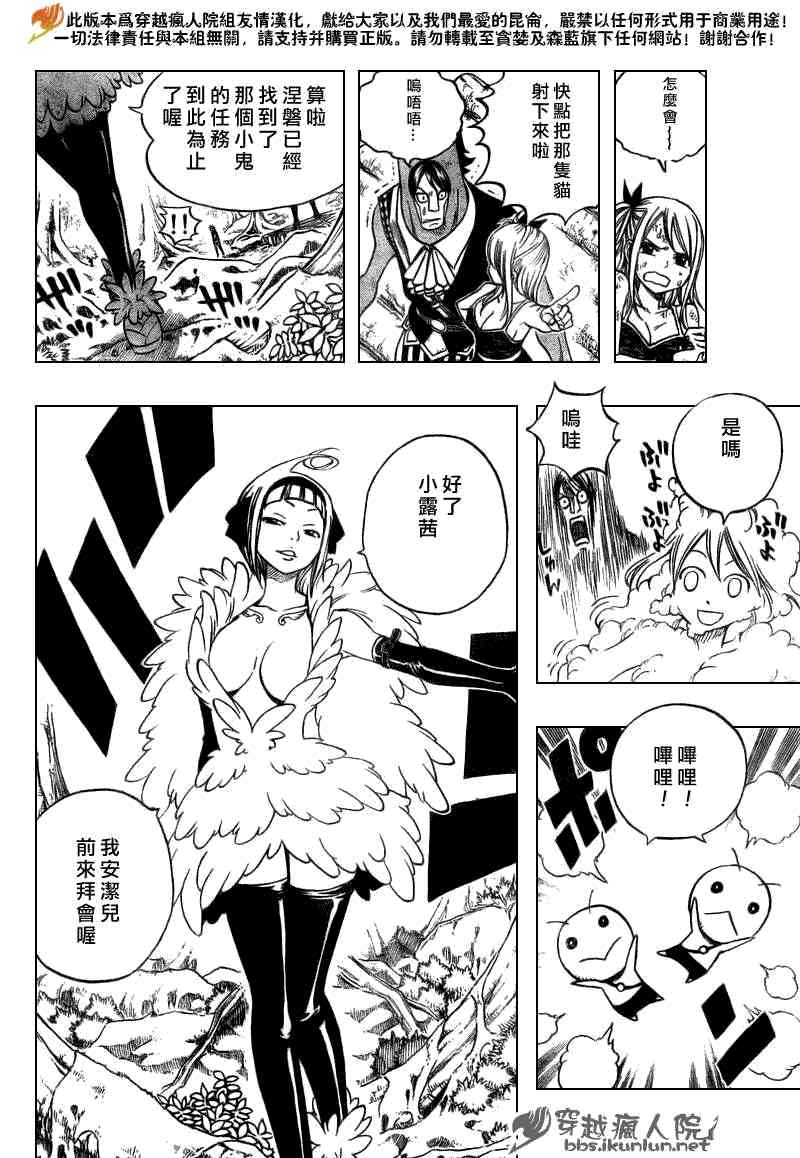 此版本爲穿越瘋人院組友情漢化，獻給大家以及我們最愛的昆侖，嚴禁以任何形式用于商業用途！
一切法律責任與本組無關，請支持并購買正版。請勿轉載至貪婪及森藍旗下任何網站！謝謝合作！
怎麼會～
快點把那隻貓
射下來啦
嗚唔…
算啦
涅磐已經
找到了
那個小鬼
的任務
到此為止
了喔
!!
是嗎
ぶよ
ぶよ
嗚哇
嗶哩！
嗶哩！
好了
小露茜
我安潔兒
前來拜會喔
穿越瘋人院
bbs.ikunlun.net